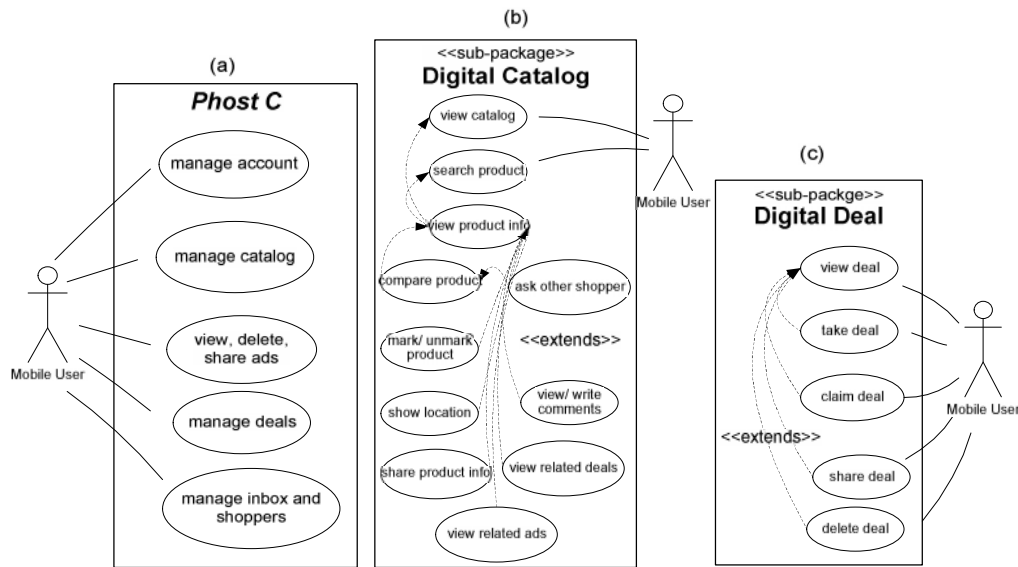 (a)
Phost C
manage account
manage catalog
view, delete,
share ads
manage deals
manage inbox and
shoppers
Mobile User
(b)
<<sub-package>>
Digital Catalog
view catalog
search product
view product info
compare product
ask other shopper
mark/ unmark
product
<<extends>>
show location
view/ write
comments
share product info
view related deals
view related ads
Mobile User
(c)
<<sub-packge>>
Digital Deal
view deal
take deal
claim deal
<<extends>>
share deal
delete deal
Mobile User